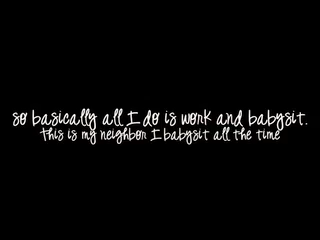 so basically all I do is work and babysit.
this is my neighbor I babysit all the time